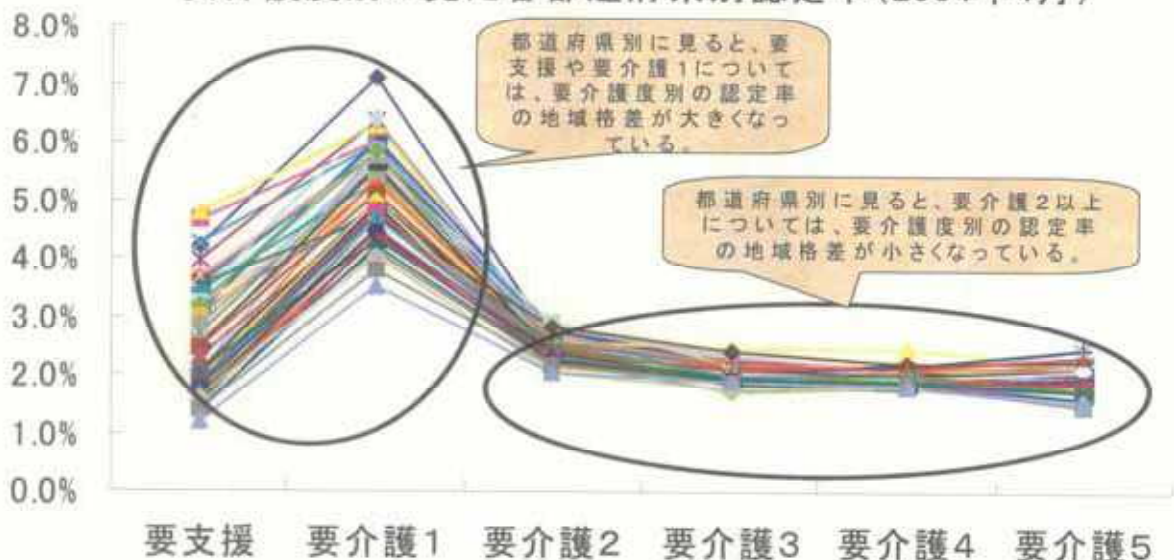 8.0%
7.0%
6.0%
5.0%
4.0%
3.0%
2.0%
1.0%
0.0%
都道府県別に見ると、要
支援や要介護1について
は、要介護度別の認定率
の地域格差が大きくなっ
ている。
都道府県別に見ると、要介護2以上
については、要介護度別の認定率
の地域格差が小さくなっている。
要支援
要介護1
要介護2
要介護3
要介護4
要介護5